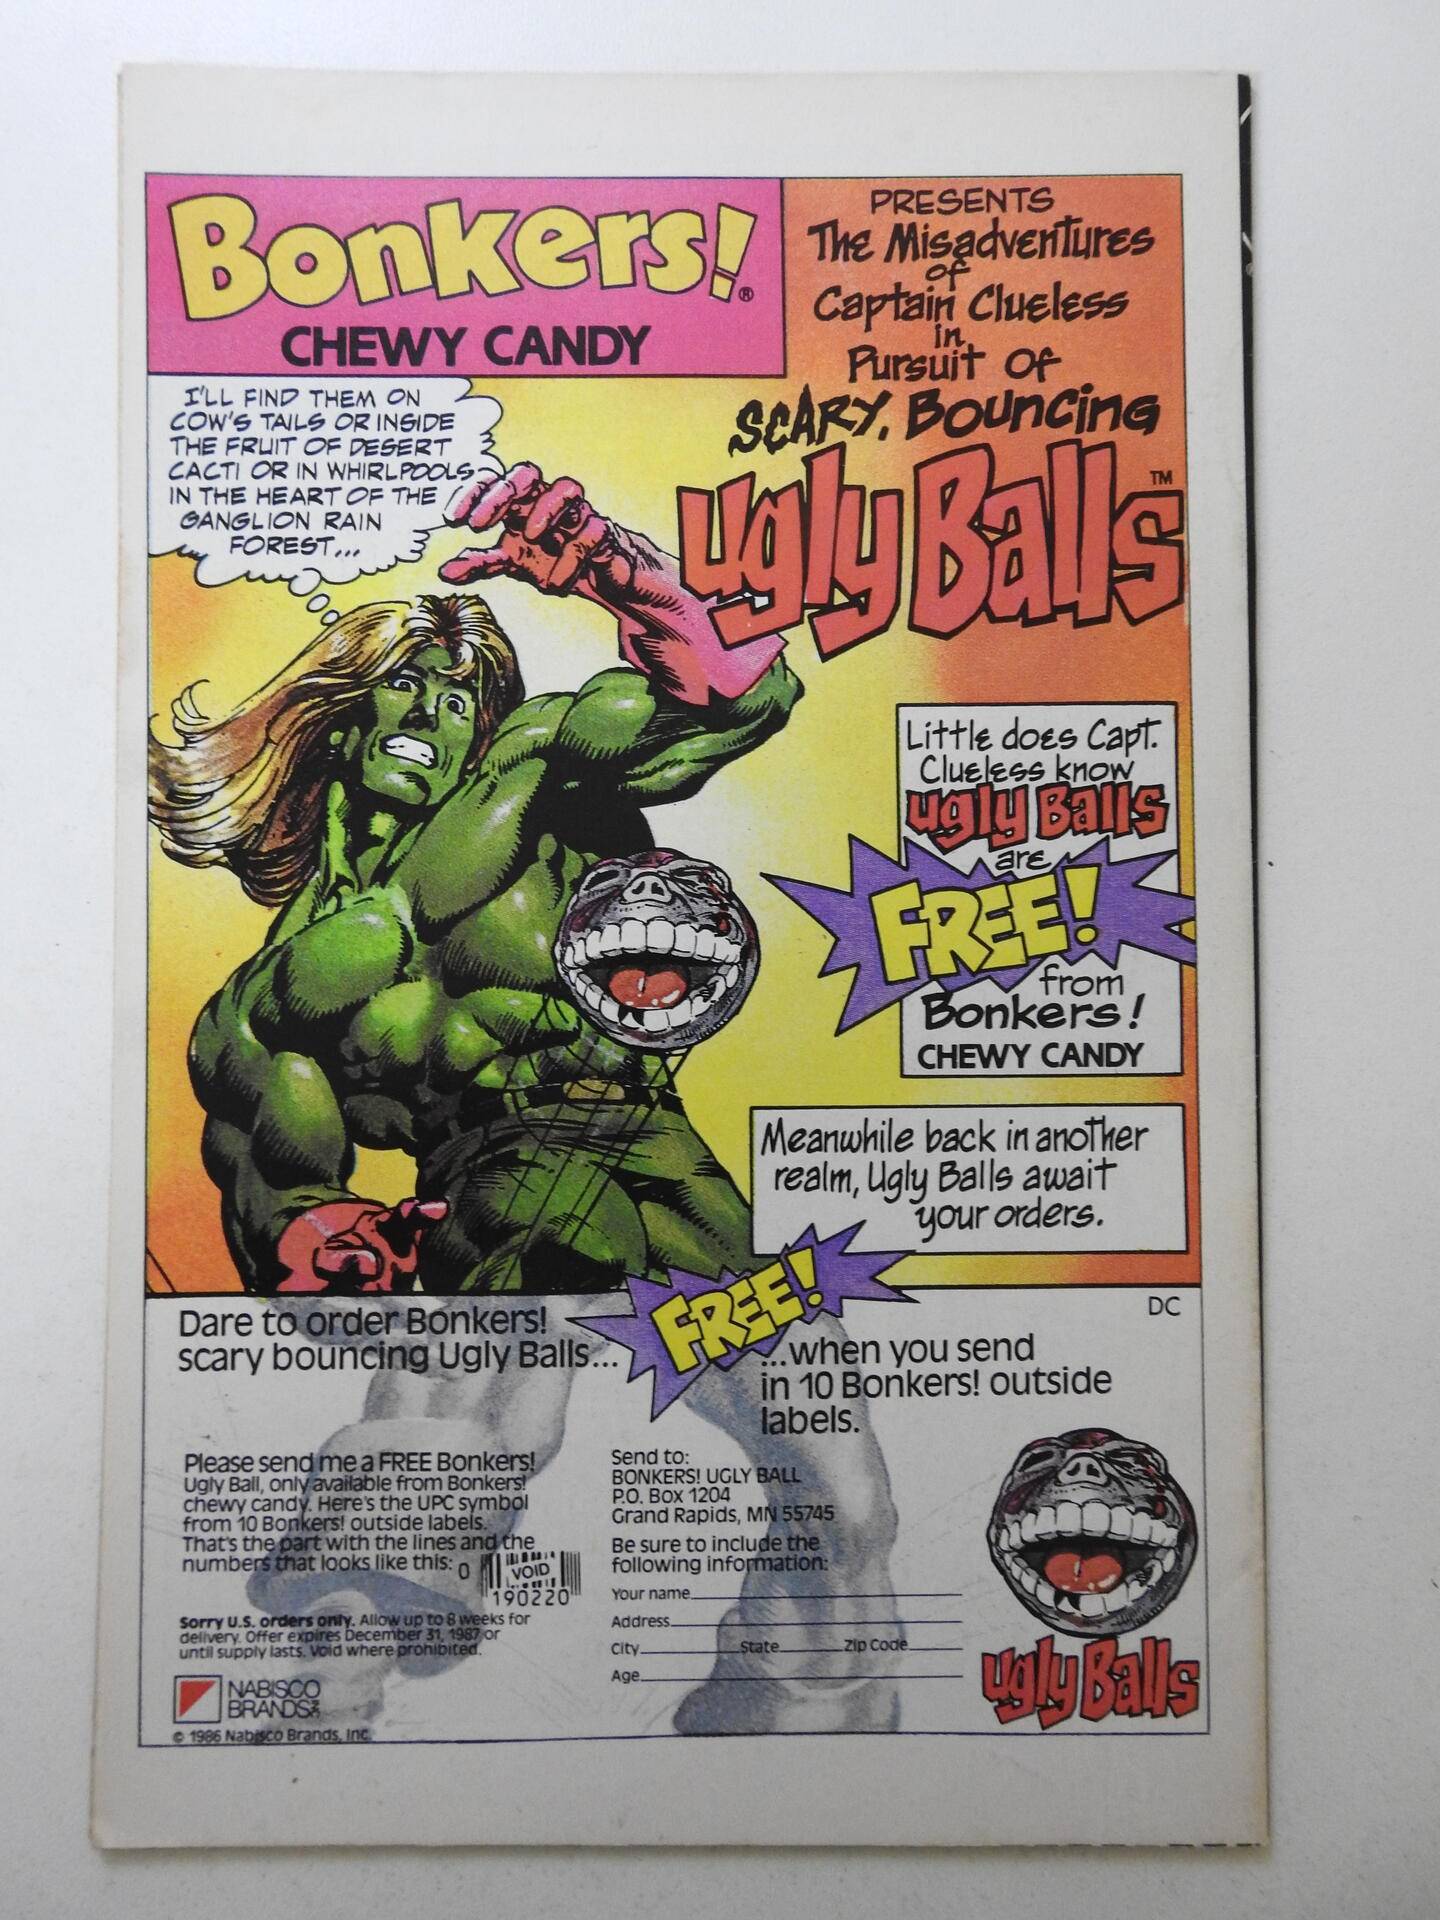 Bonkers!®
CHEWY CANDY
PRESENTS
The Misadventures
of
Captain Clueless
in
Pursuit Of
SCARY, Bouncing
ugly Balls™
I'LL FIND THEM ON
COW'S TAILS OR INSIDE
THE FRUIT OF DESERT
CACTI OR IN WHIRLPOOLS
IN THE HEART OF THE
GANGLION RAIN
FOREST...
Little does Capt.
Clueless know
ugly Balls
are
FREE!
from
Bonkers!
CHEWY CANDY
Meanwhile back in another
realm, Ugly Balls await
your orders.
DC
Dare to order Bonkers!
scary bouncing Ugly Balls...
FREE!
...when you send
in 10 Bonkers! outside
labels.
Please send me a FREE Bonkers!
Ugly Ball, only available from Bonkers!
chewy candy. Here's the UPC symbol
from 10 Bonkers! outside labels.
That's the part with the lines and the
numbers that looks like this: 0
VOID
190220
Sorry U.S. orders only. Allow up to 8 weeks for
delivery. Offer expires December 31, 1987 or
until supply lasts. Void where prohibited.
NABISCO
BRANDS
© 1986 Nabisco Brands, Inc.
Send to:
BONKERS! UGLY BALL
P.O. Box 1204
Grand Rapids, MN 55745
Be sure to include the
following information:
Your name
Address
City State Zip Code
Age
ugly Balls